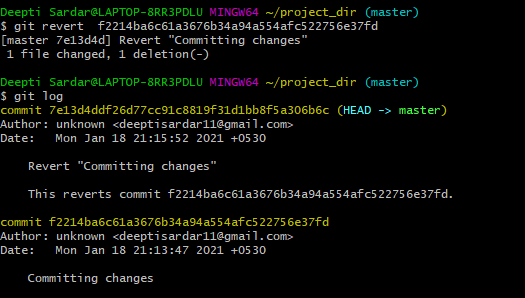 Deepti Sardar@LAPTOP-8RR3PDLU MINGW64 ~/project_dir (master)
$ git revert  f2214ba6c61a3676b34a94a554afc522756e37fd
[master 7e13d4d] Revert "Committing changes"
 1 file changed, 1 deletion(-)

Deepti Sardar@LAPTOP-8RR3PDLU MINGW64 ~/project_dir (master)
$ git log
commit 7e13d4ddf26d77cc91c8819f31d1bb8f5a306b6c (HEAD -> master)
Author: unknown <deeptisardar11@gmail.com>
Date:   Mon Jan 18 21:15:52 2021 +0530

    Revert "Committing changes"

    This reverts commit f2214ba6c61a3676b34a94a554afc522756e37fd.

commit f2214ba6c61a3676b34a94a554afc522756e37fd
Author: unknown <deeptisardar11@gmail.com>
Date:   Mon Jan 18 21:13:47 2021 +0530

    Committing changes